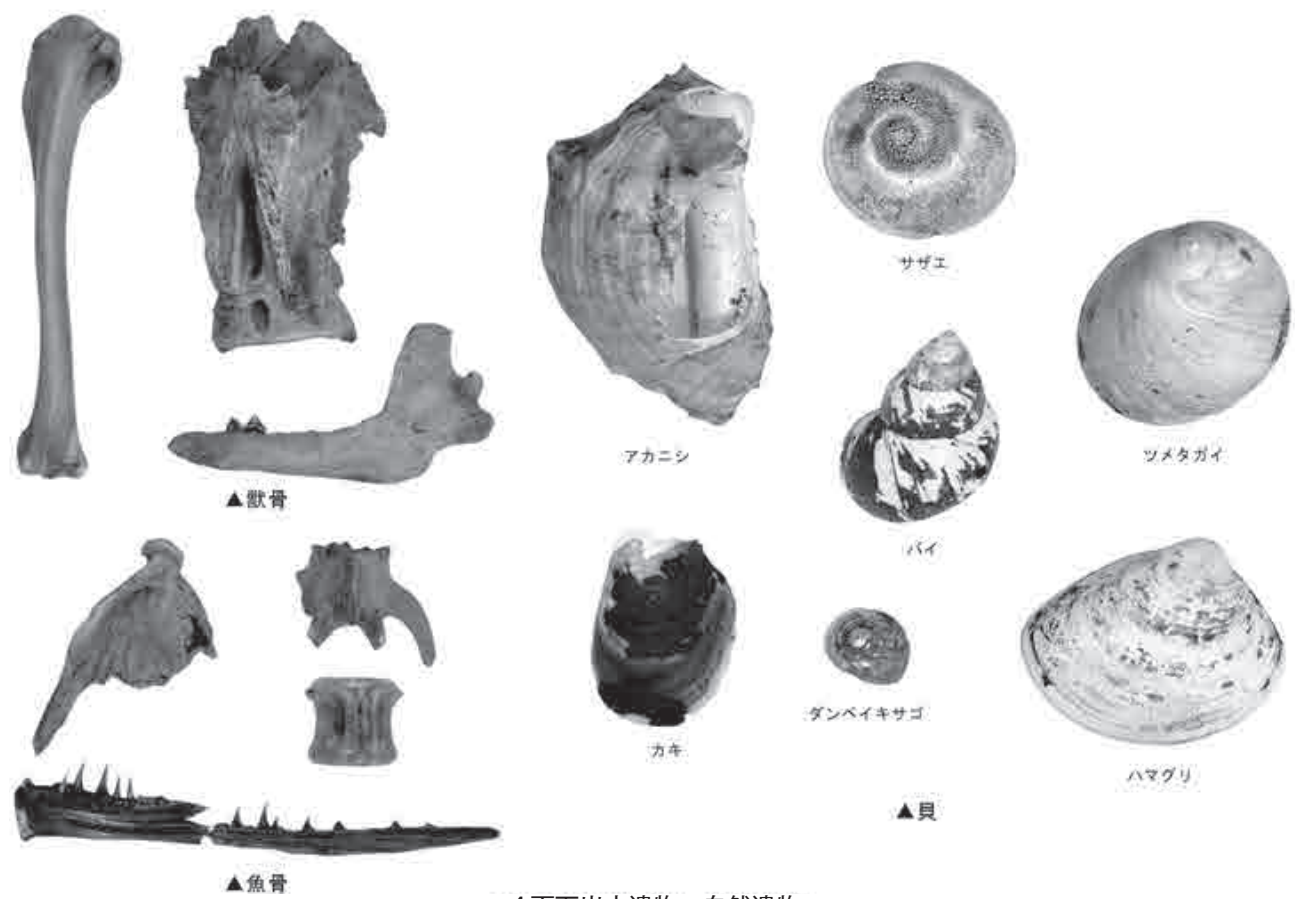 ▲獣骨
▲魚骨
アカニシ
サザエ
ツメタガイ
バイ
カキ
ダンベイキサゴ
ハマグリ
▲貝